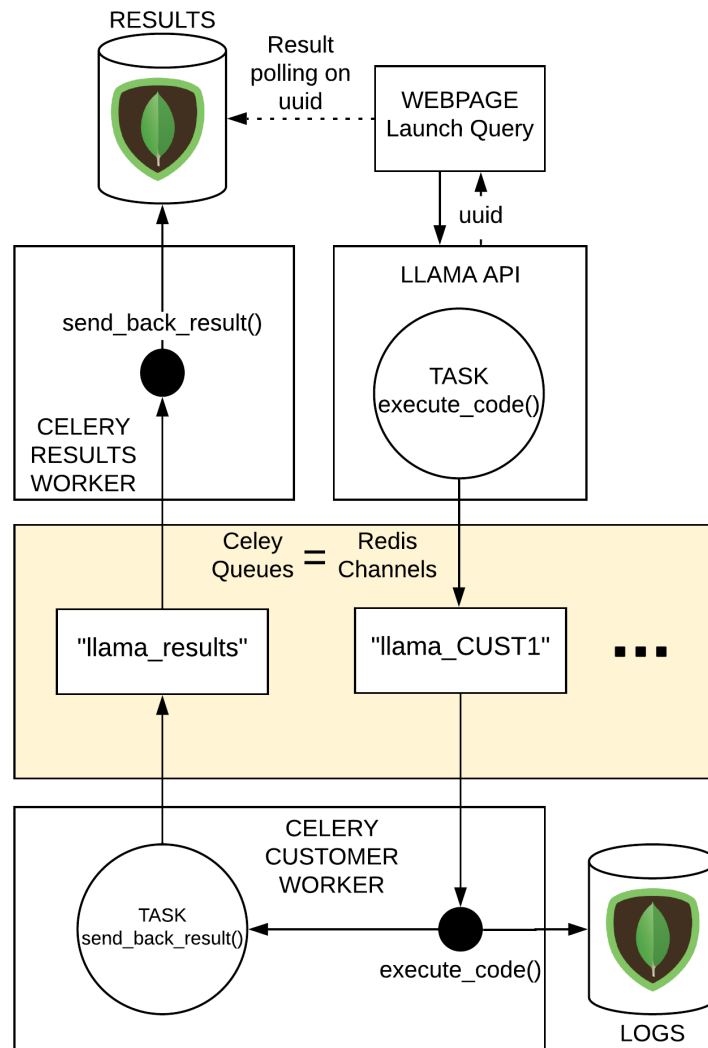 RESULTS
Result
polling on
uuid
WEBPAGE
Launch Query
uuid
LLAMA API
send_back_result()
TASK
execute_code()
CELERY
RESULTS
WORKER
Celey
Queues
=
Redis
Channels
"llama_results"
"llama_CUST1"
...
CELERY
CUSTOMER
WORKER
TASK
send_back_result()
execute_code()
LOGS